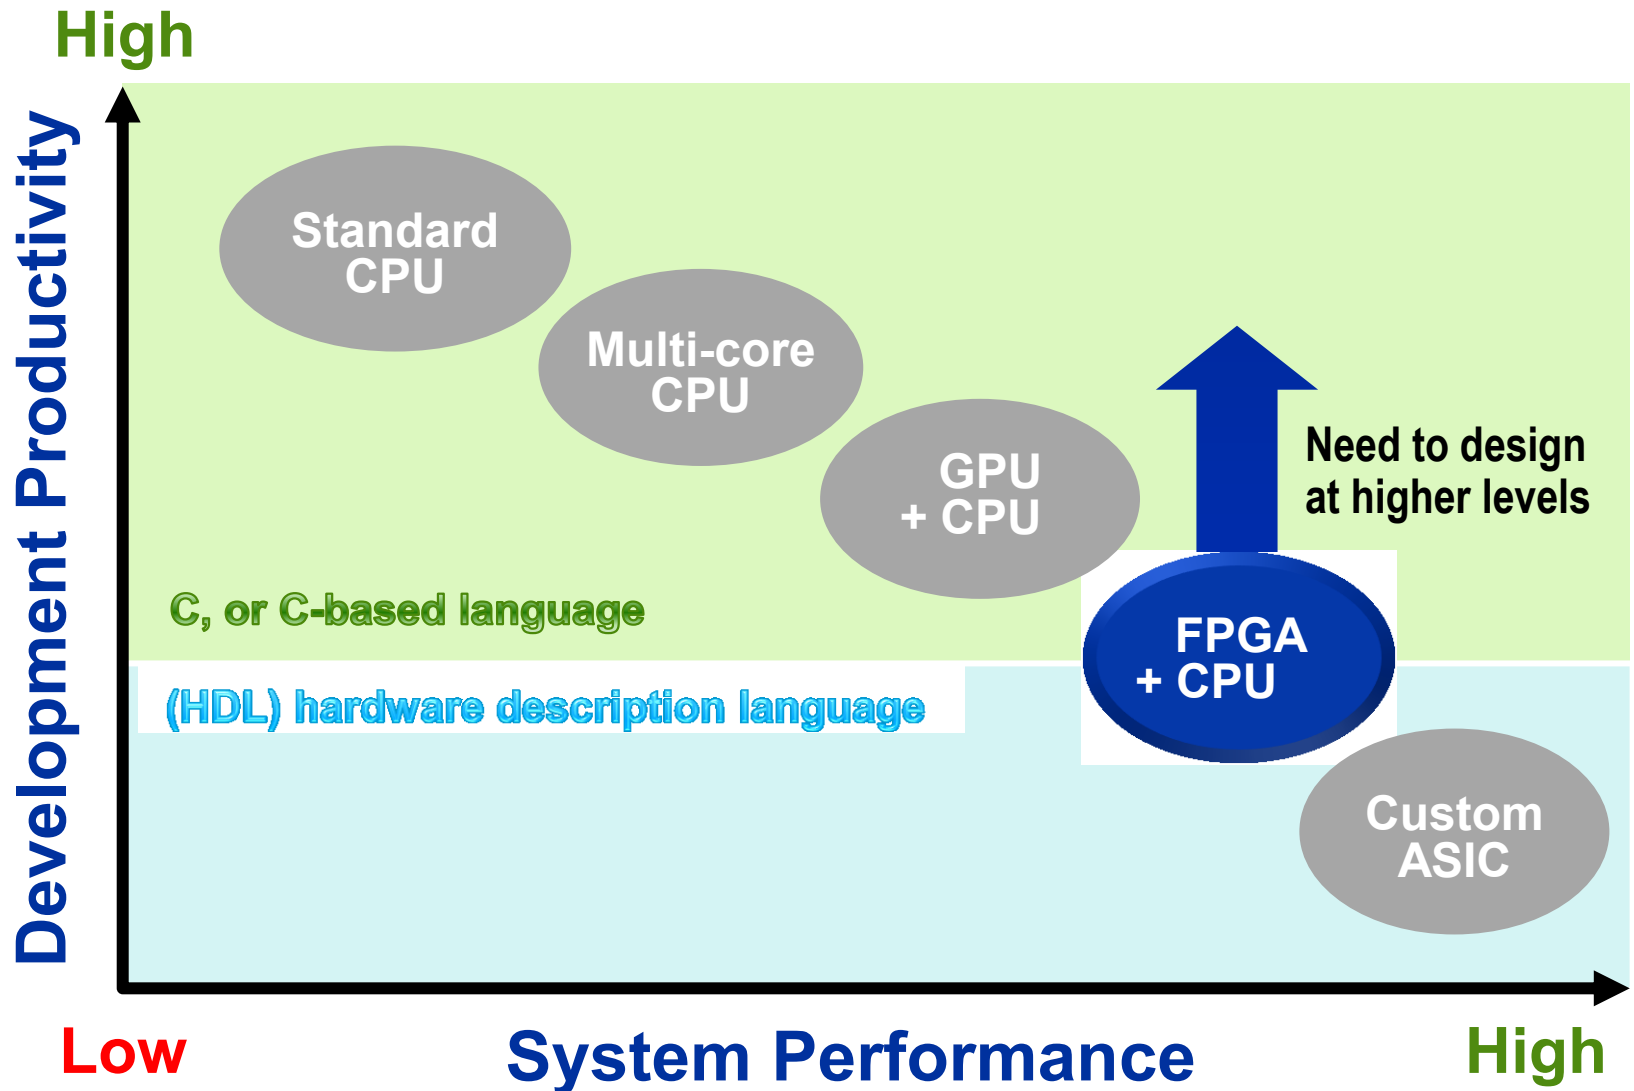 High
Development Productivity
Standard
CPU
Multi-core
CPU
GPU
+ CPU
Need to design
at higher levels
C, or C-based language
FPGA
+ CPU
(HDL) hardware description language
Custom
ASIC
Low
System Performance
High